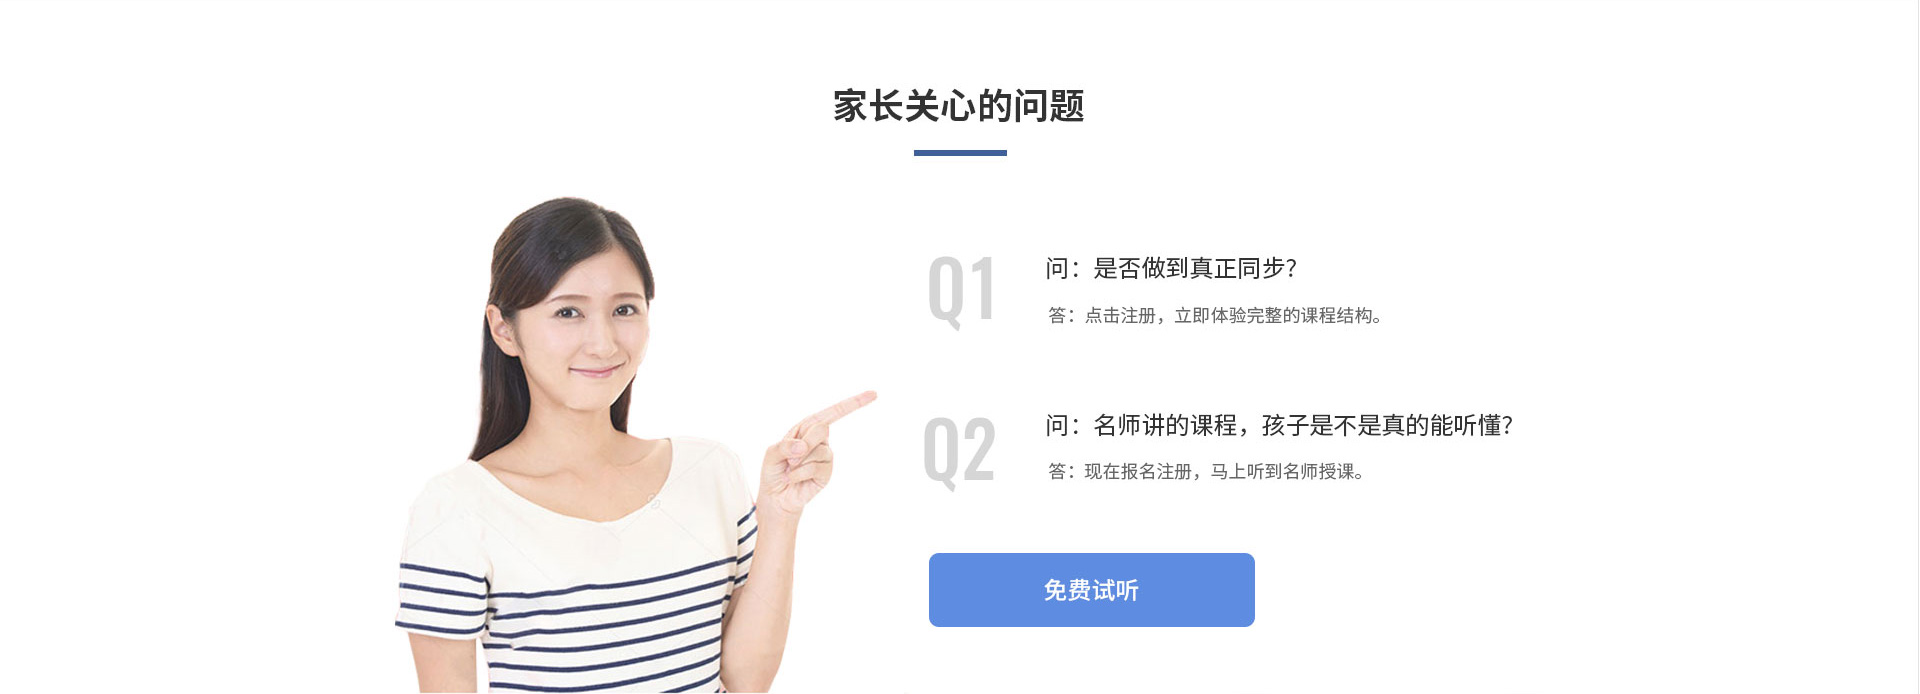 家长关心的问题
Q1
问：是否做到真正同步？
答：点击注册，立即体验完整的课程结构。
Q2
问：名师讲的课程，孩子是不是真的能听懂？
答：现在报名注册，马上听到名师授课。
免费试听